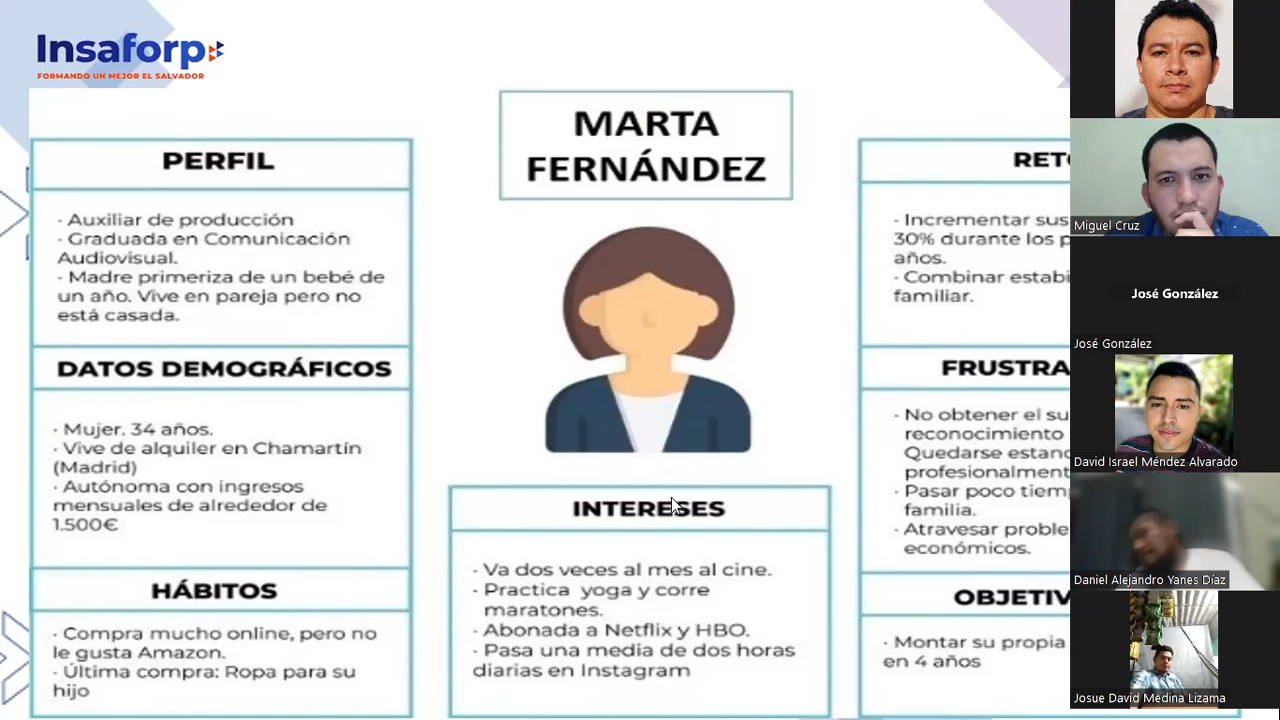 Insaforp
FORMANDO UN MEJOR EL SALVADOR
MARTA
FERNÁNDEZ
PERFIL
· Auxiliar de producción
· Graduada en Comunicación
Audiovisual.
· Madre primeriza de un bebé de
un año. Vive en pareja pero no
está casada.
DATOS DEMOGRÁFICOS
· Mujer. 34 años.
· Vive de alquiler en Chamartín
(Madrid)
· Autónoma con ingresos
mensuales de alrededor de
1.500€
HÁBITOS
· Compra mucho online, pero no
le gusta Amazon.
· Última compra: Ropa para su
hijo
INTERESES
· Va dos veces al mes al cine.
· Practica yoga y corre
maratones.
· Abonada a Netflix y HBO.
· Pasa una media de dos horas
diarias en Instagram
RET
· Incrementar sus
30% durante los p
años.
· Combinar estabi
familiar.
FRUSTRA
· No obtener el su
reconocimiento
Quedarse estan
profesionalment
· Pasar poco tiem
familia.
· Atravesar proble
económicos.
OBJETIV
· Montar su propia
en 4 años
Miguel Cruz
José González
José González
David Israel Méndez Alvarado
Daniel Alejandro Yanes Díaz
Josue David Medina Lizama